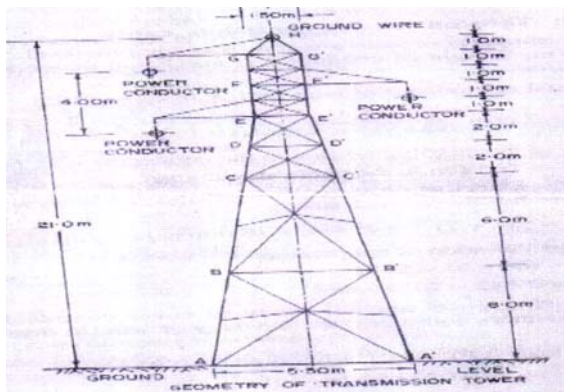 1.50m
GROUND WIRE
H
G G'
POWER
CONDUCTOR
F F'
4.00m
POWER
CONDUCTOR
E E'
POWER
CONDUCTOR
D D'
C C'
21.0m
B B'
A A'
5.50m
GROUND LEVEL
GEOMETRY OF TRANSMISSION TOWER
1.0m
1.0m
1.0m
1.0m
1.0m
2.0m
2.0m
6.0m
6.0m